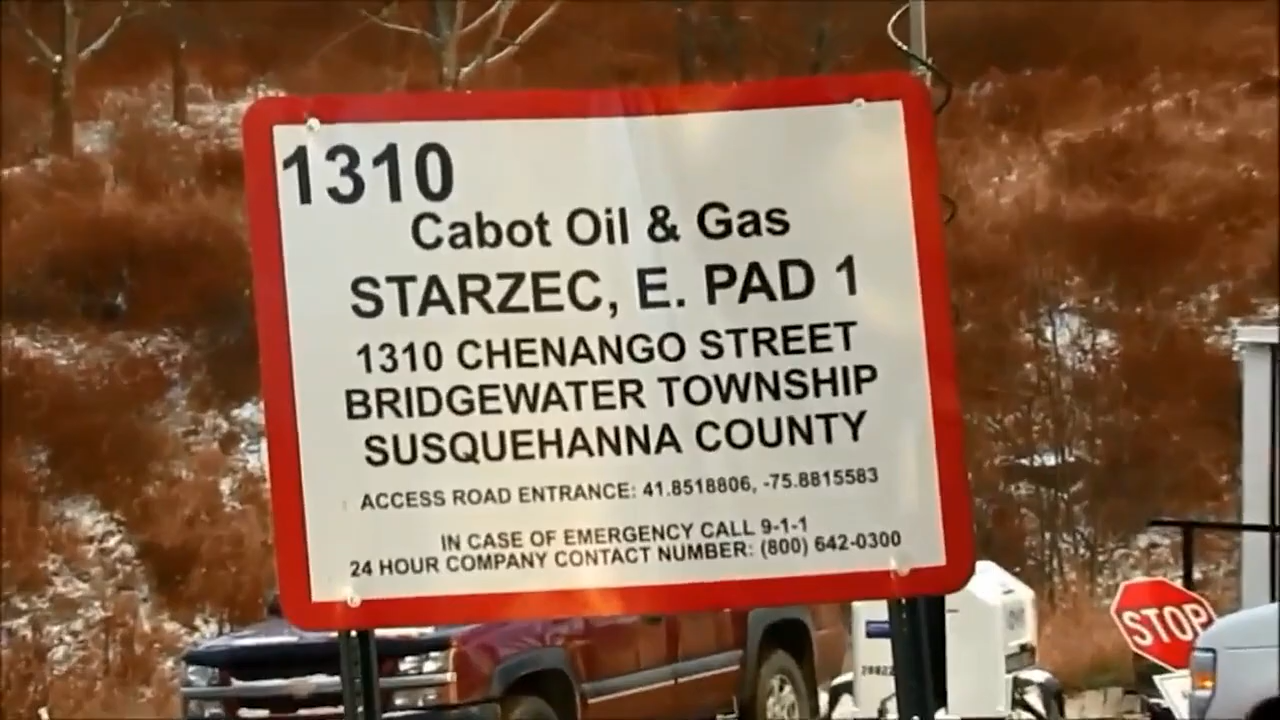 1310
Cabot Oil & Gas
STARZEC, E. PAD 1
1310 CHENANGO STREET
BRIDGEWATER TOWNSHIP
SUSQUEHANNA COUNTY
ACCESS ROAD ENTRANCE: 41.8518806, -75.8815583
IN CASE OF EMERGENCY CALL 9-1-1
24 HOUR COMPANY CONTACT NUMBER: (800) 642-0300
STOP